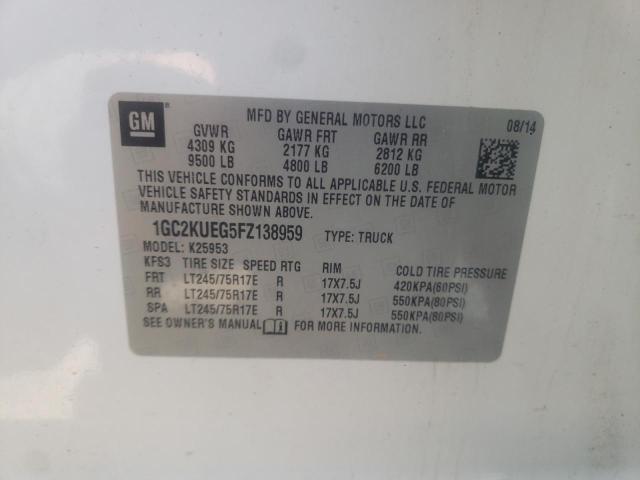 GM
MFD BY GENERAL MOTORS LLC
08/14
GVWR GAWR FRT GAWR RR
4309 KG 2177 KG 2812 KG
9500 LB 4800 LB 6200 LB
THIS VEHICLE CONFORMS TO ALL APPLICABLE U.S. FEDERAL MOTOR
VEHICLE SAFETY STANDARDS IN EFFECT ON THE DATE OF
MANUFACTURE SHOWN ABOVE.
1GC2KUEG5FZ138959 TYPE: TRUCK
MODEL: K25953
KFS3 TIRE SIZE SPEED RTG RIM COLD TIRE PRESSURE
FRT LT245/75R17E R 17X7.5J 420KPA(60PSI)
RR LT245/75R17E R 17X7.5J 550KPA(80PSI)
SPA LT245/75R17E R 17X7.5J 550KPA(80PSI)
SEE OWNER'S MANUAL FOR MORE INFORMATION.